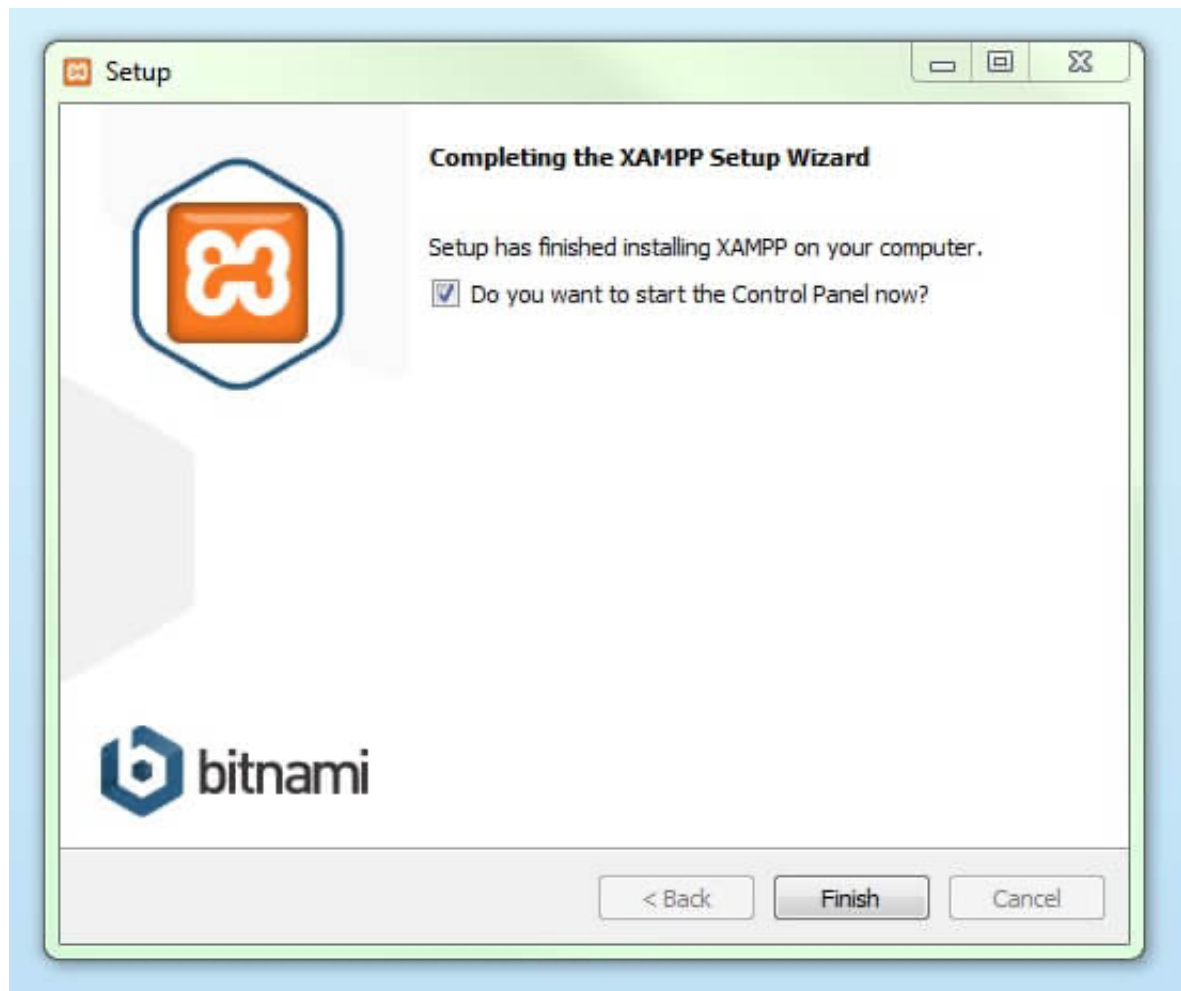 Setup
Completing the XAMPP Setup Wizard
Setup has finished installing XAMPP on your computer.
Do you want to start the Control Panel now?
bitnami
< Back
Finish
Cancel